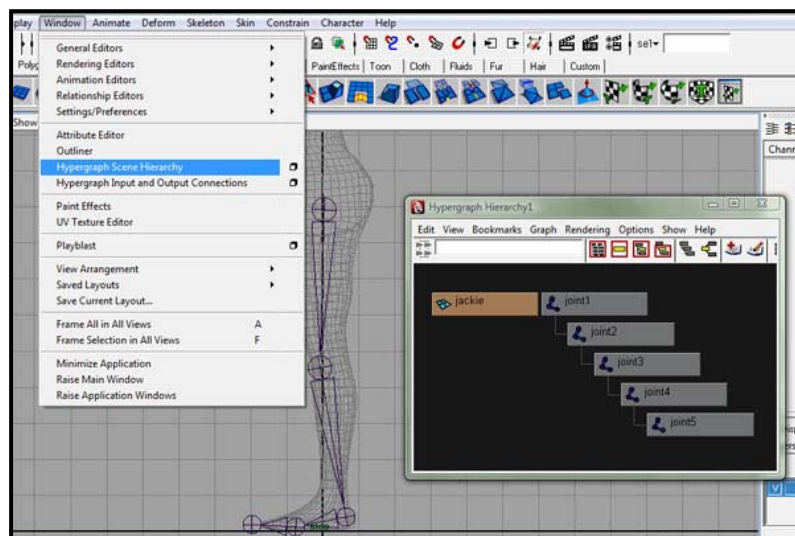 play Window Animate Deform Skeleton Skin Constrain Character Help
sel
PaintEffects Toon Cloth Fluids Fur Hair Custom
General Editors
Rendering Editors
Animation Editors
Relationship Editors
Settings/Preferences
Show
Attribute Editor
Outliner
Hypergraph Scene Hierarchy
Hypergraph Input and Output Connections
Paint Effects
UV Texture Editor
Playblast
View Arrangement
Saved Layouts
Save Current Layout...
Frame All in All Views A
Frame Selection in All Views F
Minimize Application
Raise Main Window
Raise Application Windows
Chann
Hypergraph Hierarchy1
Edit View Bookmarks Graph Rendering Options Show Help
jackie joint1
joint2
joint3
joint4
joint5
V